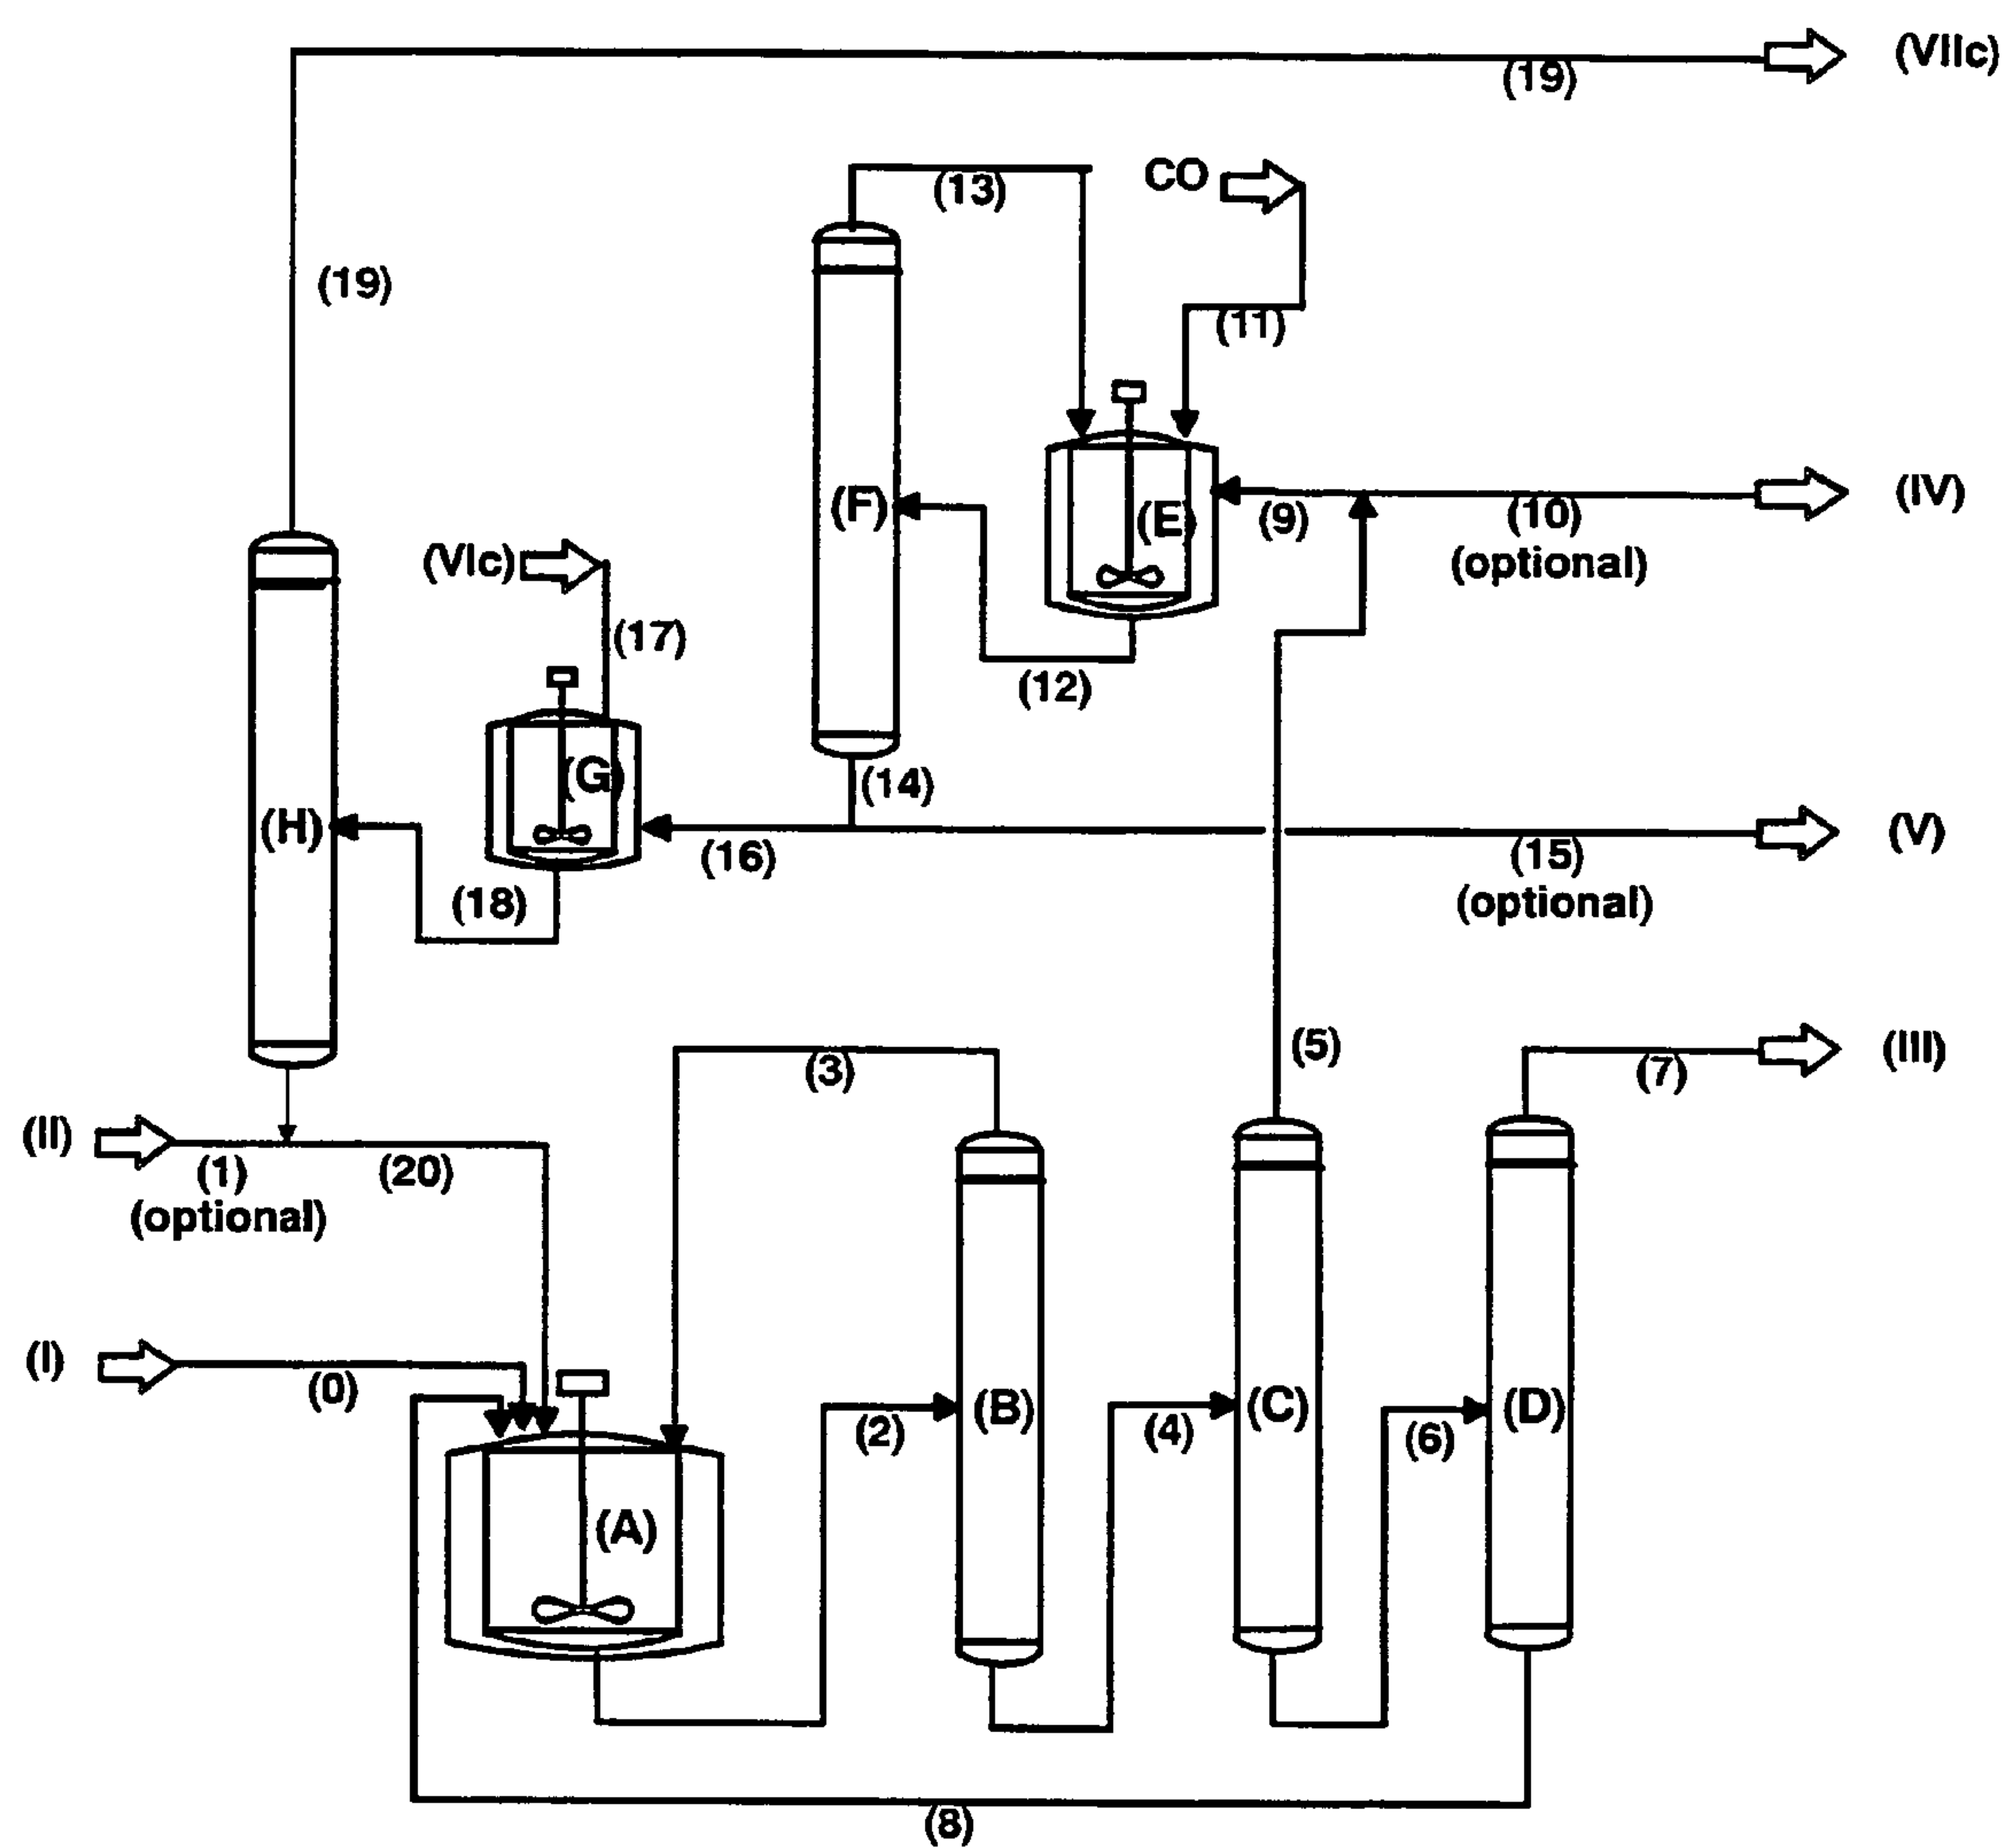 (VIIc)
(19)
CO
(13)
(19)
(11)
(IV)
(F)
(E)
(9)
(10)
(optional)
(VIc)
(17)
(12)
(G)
(14)
(H)
(V)
(16)
(15)
(optional)
(18)
(5)
(III)
(3)
(7)
(II)
(1)
(20)
(optional)
(I)
(0)
(B)
(C)
(D)
(2)
(4)
(6)
(A)
(8)